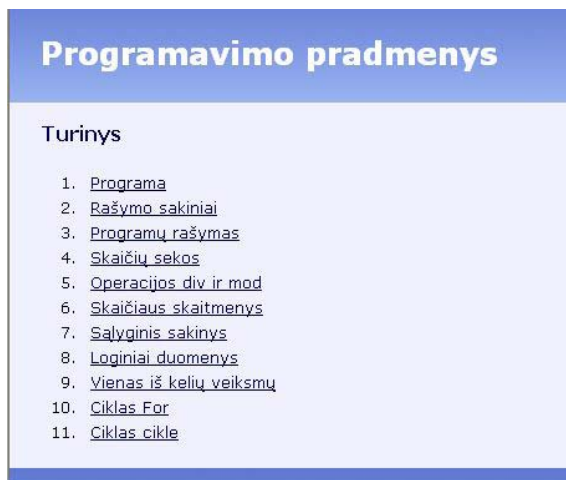 Programavimo pradmenys
Turinys
1. Programa
2. Rašymo sakiniai
3. Programų rašymas
4. Skaičių sekos
5. Operacijos div ir mod
6. Skaičiaus skaitmenys
7. Sąlyginis sakinys
8. Loginiai duomenys
9. Vienas iš kelių veiksmų
10. Ciklas For
11. Ciklas cikle